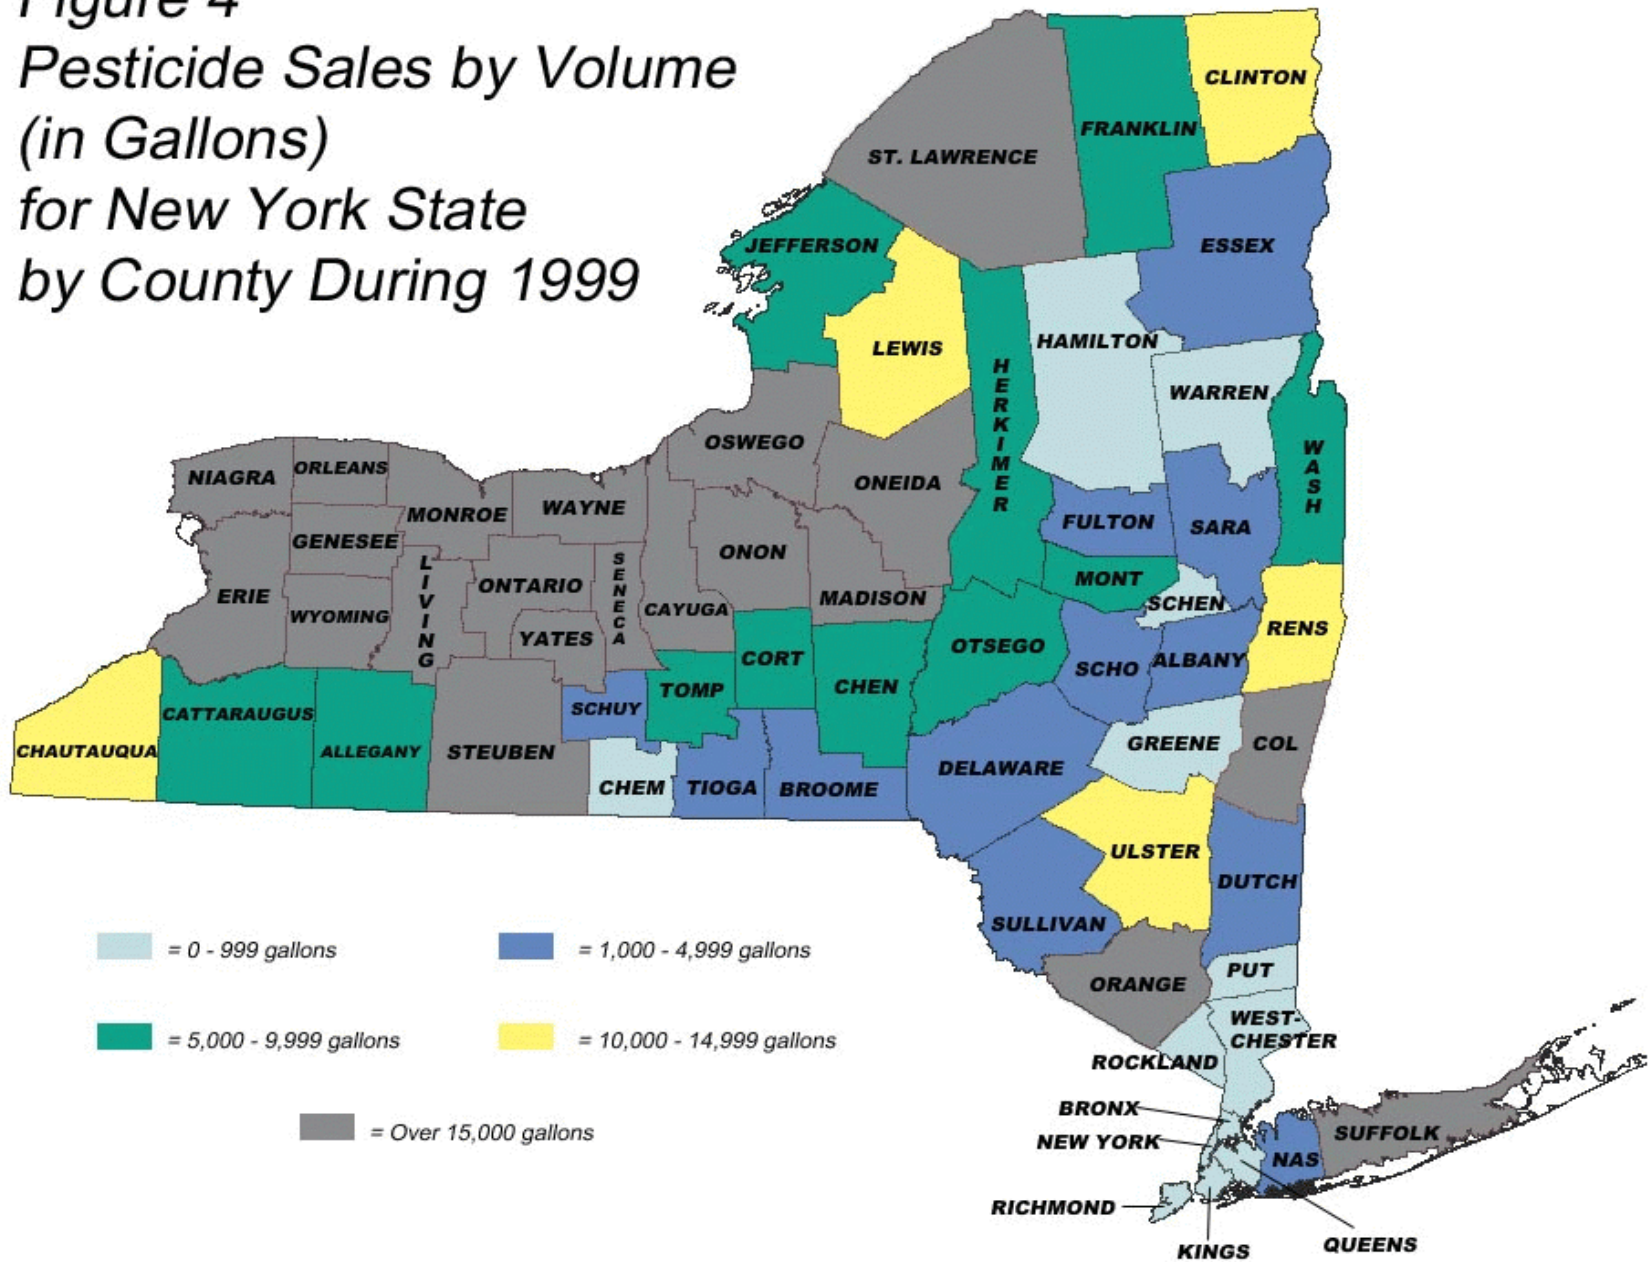 Figure 4
Pesticide Sales by Volume
(in Gallons)
for New York State
by County During 1999
CLINTON
FRANKLIN
ST. LAWRENCE
ESSEX
JEFFERSON
LEWIS
HAMILTON
HERKIMER
WARREN
WASH
OSWEGO
ONEIDA
NIAGRA
ORLEANS
MONROE
WAYNE
GENESEE
FULTON
SARA
ONON
LIVING
ONTARIO
SENECA
MONT
ERIE
WYOMING
CAYUGA
MADISON
SCHEN
YATES
RENS
OTSEGO
CORT
SCHO
ALBANY
TOMP
CHEN
SCHUY
CATTARAUGUS
CHAUTAUQUA
ALLEGANY
STEUBEN
GREENE
COL
DELAWARE
CHEM
TIOGA
BROOME
ULSTER
DUTCH
SULLIVAN
= 0 - 999 gallons
= 1,000 - 4,999 gallons
PUT
ORANGE
WEST-
CHESTER
= 5,000 - 9,999 gallons
= 10,000 - 14,999 gallons
ROCKLAND
BRONX
= Over 15,000 gallons
SUFFOLK
NEW YORK
NAS
RICHMOND
KINGS
QUEENS